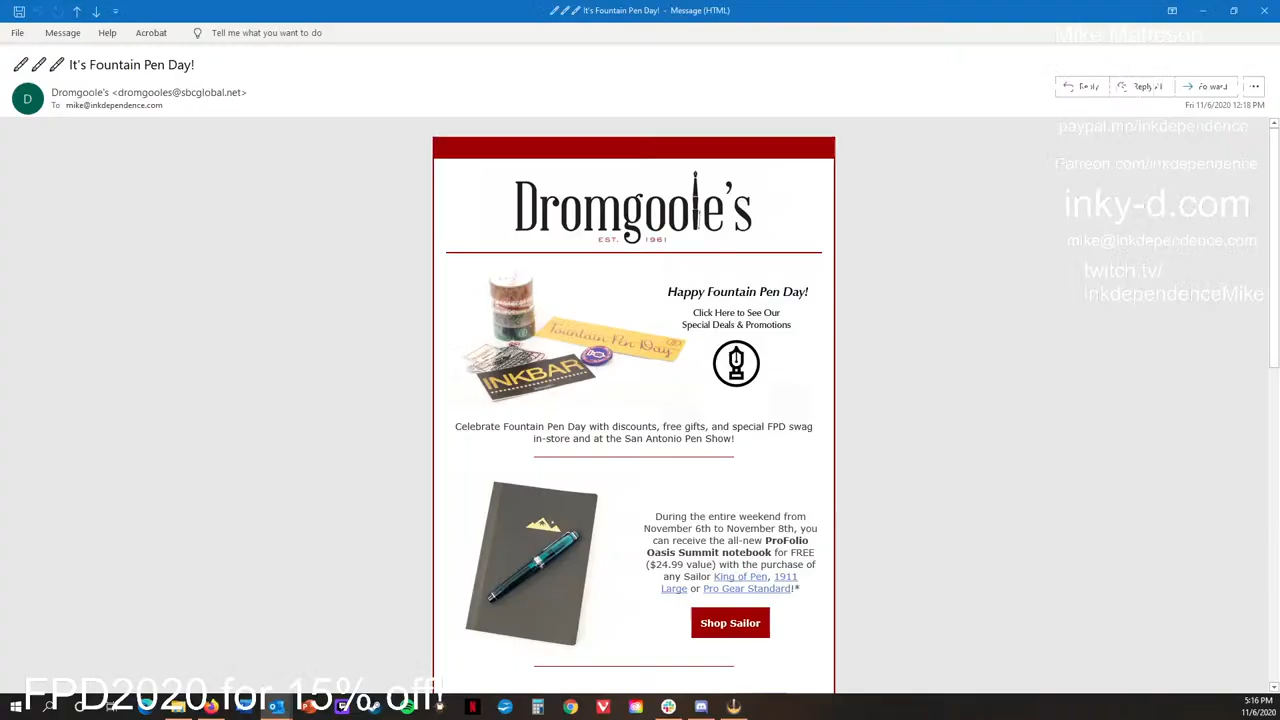 It's Fountain Pen Day! - Message (HTML)
File Message Help Acrobat Tell me what you want to do
Mike Matteson
It's Fountain Pen Day!
D
Dromgoole's <dromgooles@sbcglobal.net>
To mike@inkdependence.com
Reply Reply All Forward
Fri 11/6/2020 12:18 PM
paypal.me/inkdependence
Patreon.com/inkdependence
inky-d.com
mike@inkdependence.com
twitch.tv/
InkdependenceMike
Dromgoole's
EST. 1961
Happy Fountain Pen Day!
Click Here to See Our
Special Deals & Promotions
Fountain Pen Day
INKBAR
Celebrate Fountain Pen Day with discounts, free gifts, and special FPD swag
in-store and at the San Antonio Pen Show!
During the entire weekend from
November 6th to November 8th, you
can receive the all-new ProFolio
Oasis Summit notebook for FREE
($24.99 value) with the purchase of
any Sailor King of Pen, 1911
Large or Pro Gear Standard!*
Shop Sailor
FPD2020 for 15% off!
5:16 PM
11/6/2020